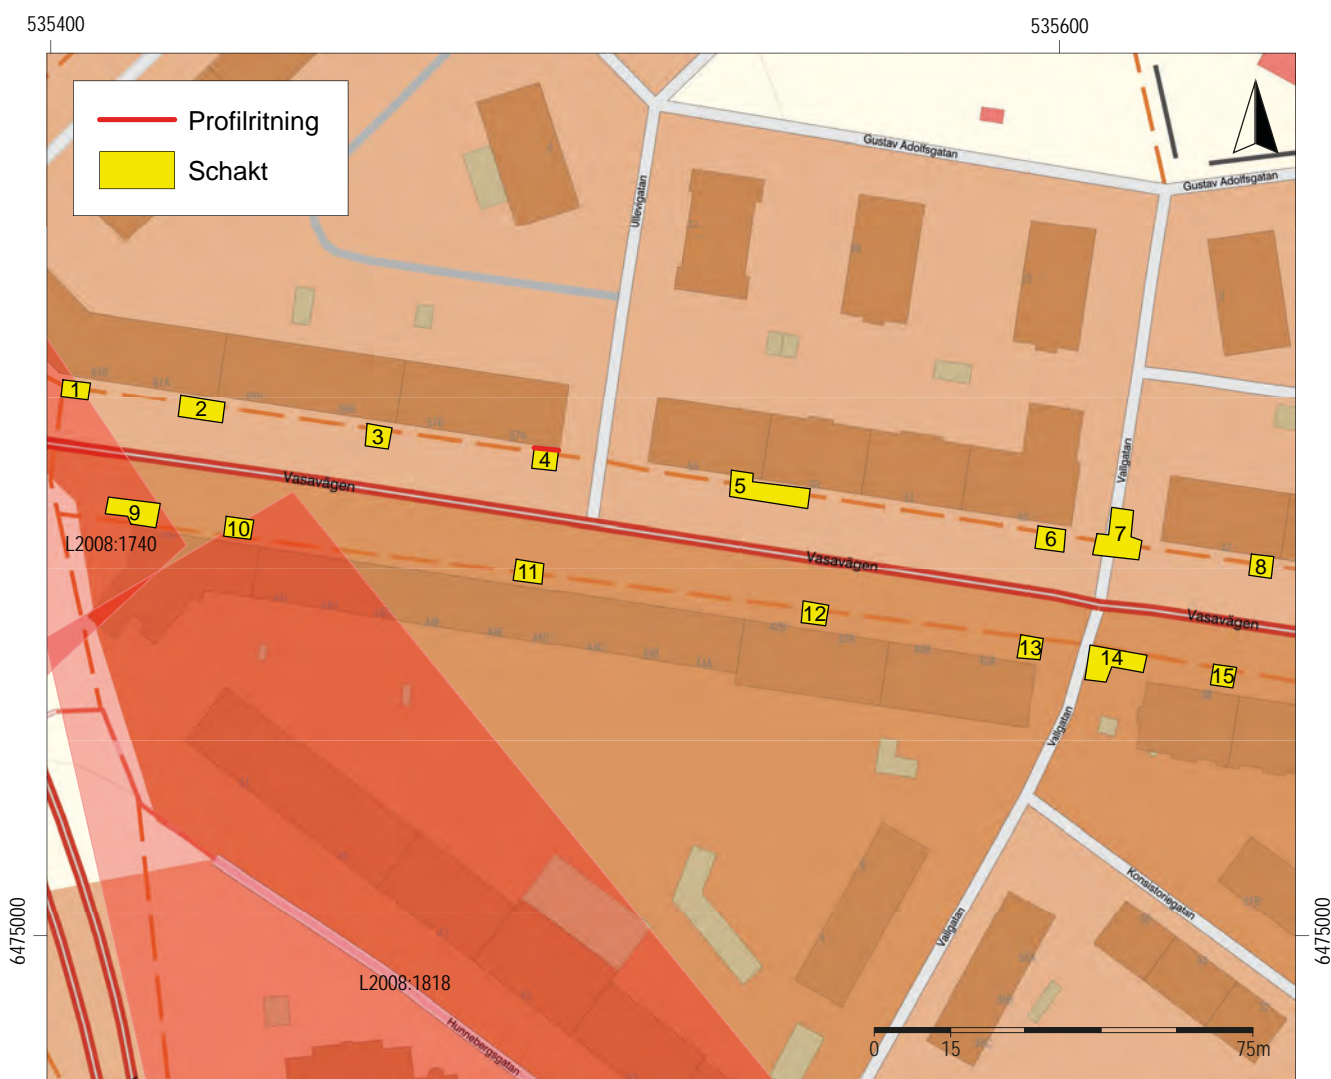 535400
535600
Profilritning
Schakt
Gustav Adolfsgatan
Gustav Adolfsgatan
Ullevigatan
1
2
3
4
5
6
7
8
Vallgatan
Vasavägen
Vasavägen
Vasavägen
9
10
11
12
13
14
15
L2008:1740
Vallgatan
Konsistoriegatan
Vallgatan
6475000
6475000
L2008:1818
Hunnebergsgatan
0 15 75m